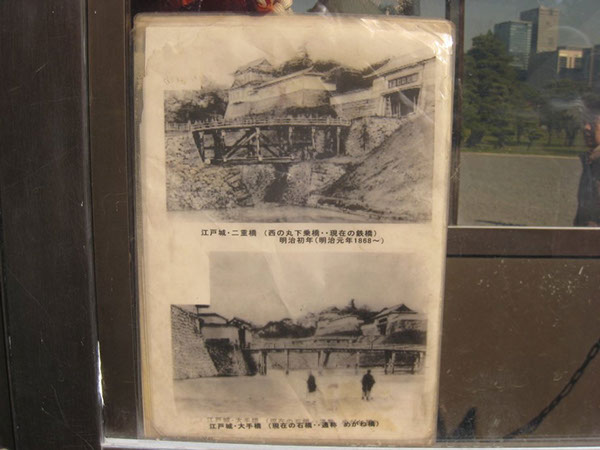 江戸城・二重橋 (西の丸下乗橋・・現在の鉄橋)
明治初年(明治元年1868～)
江戸城・大手橋 (現在の石橋・・通称 めがね橋)